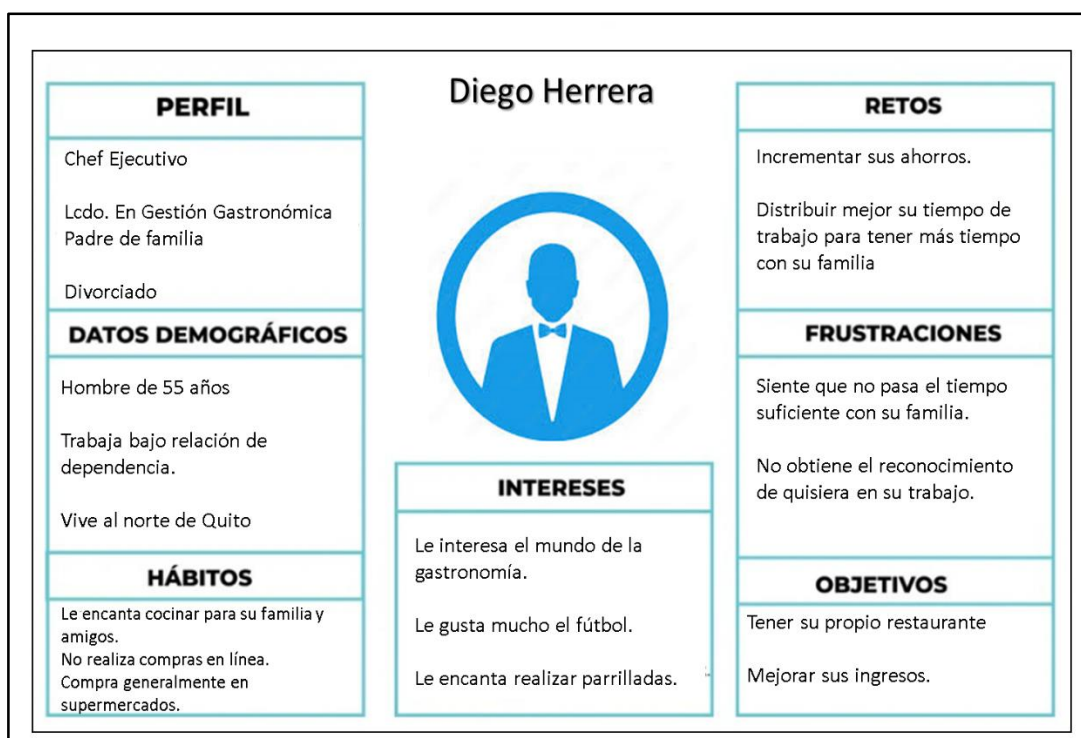 Diego Herrera
PERFIL
Chef Ejecutivo
Lcdo. En Gestión Gastronómica
Padre de familia
Divorciado
DATOS DEMOGRÁFICOS
Hombre de 55 años
Trabaja bajo relación de
dependencia.
Vive al norte de Quito
HÁBITOS
Le encanta cocinar para su familia y
amigos.
No realiza compras en línea.
Compra generalmente en
supermercados.
INTERESES
Le interesa el mundo de la
gastronomía.
Le gusta mucho el fútbol.
Le encanta realizar parrilladas.
RETOS
Incrementar sus ahorros.
Distribuir mejor su tiempo de
trabajo para tener más tiempo
con su familia
FRUSTRACIONES
Siente que no pasa el tiempo
suficiente con su familia.
No obtiene el reconocimiento
de quisiera en su trabajo.
OBJETIVOS
Tener su propio restaurante
Mejorar sus ingresos.